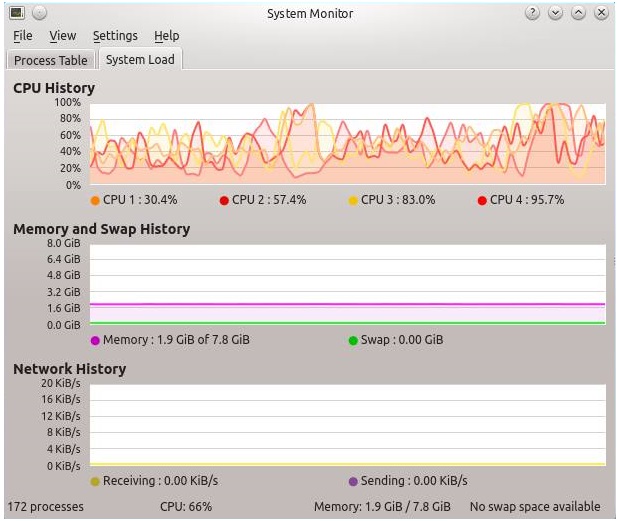 System Monitor
File View Settings Help
Process Table System Load
CPU History
100%
80%
60%
40%
20%
0%
CPU 1 : 30.4% CPU 2 : 57.4% CPU 3 : 83.0% CPU 4 : 95.7%
Memory and Swap History
8.0 GiB
6.4 GiB
4.8 GiB
3.2 GiB
1.6 GiB
0.0 GiB
Memory : 1.9 GiB of 7.8 GiB Swap : 0.00 GiB
Network History
20 KiB/s
16 KiB/s
12 KiB/s
8 KiB/s
4 KiB/s
0 KiB/s
Receiving : 0.00 KiB/s Sending : 0.00 KiB/s
172 processes CPU: 66% Memory: 1.9 GiB / 7.8 GiB No swap space available